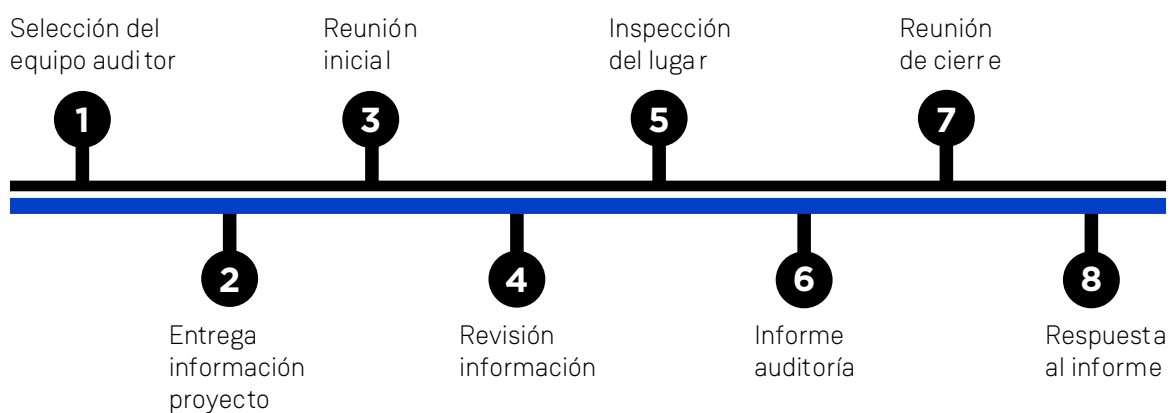 Selección del
equipo auditor
Reunión
inicial
Inspección
del lugar
Reunión
de cierre
1
3
5
7
2
4
6
8
Entrega
información
proyecto
Revisión
información
Informe
auditoría
Respuesta
al informe